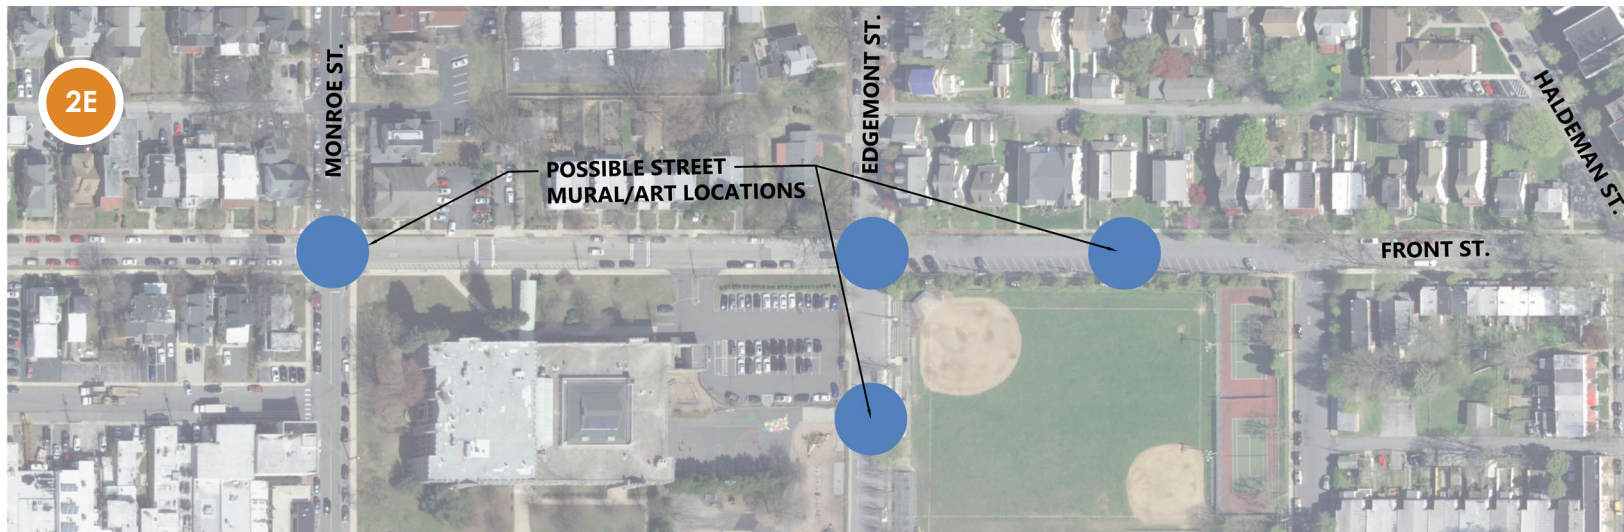 2E
MONROE ST.
POSSIBLE STREET
MURAL/ART LOCATIONS
EDGEMONT ST.
HALDEMAN ST.
FRONT ST.